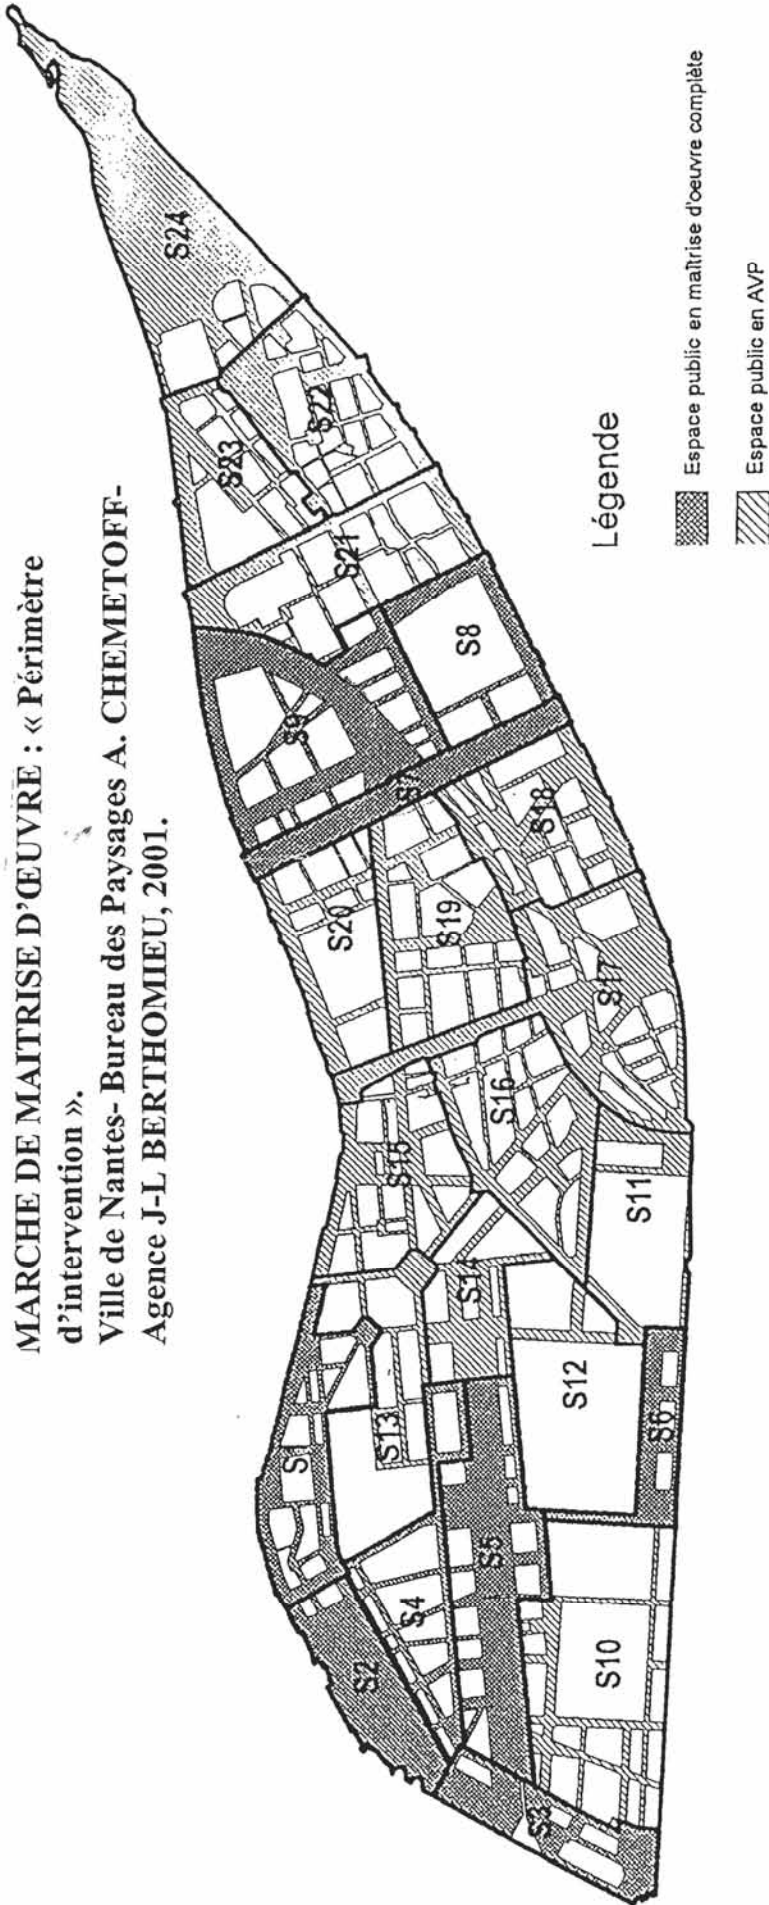 MARCHE DE MAITRISE D'ŒUVRE : « Périmètre
d'intervention ».
Ville de Nantes- Bureau des Paysages A. CHEMETOFF-
Agence J-L BERTHOMIEU, 2001.
S24
S23
S22
S21
S9
S8
S7
S20
S19
S18
S17
S15
S16
S14
S11
S13
S12
S6
S2
S4
S5
S10
S3
Légende
Espace public en maîtrise d'oeuvre complète
Espace public en AVP